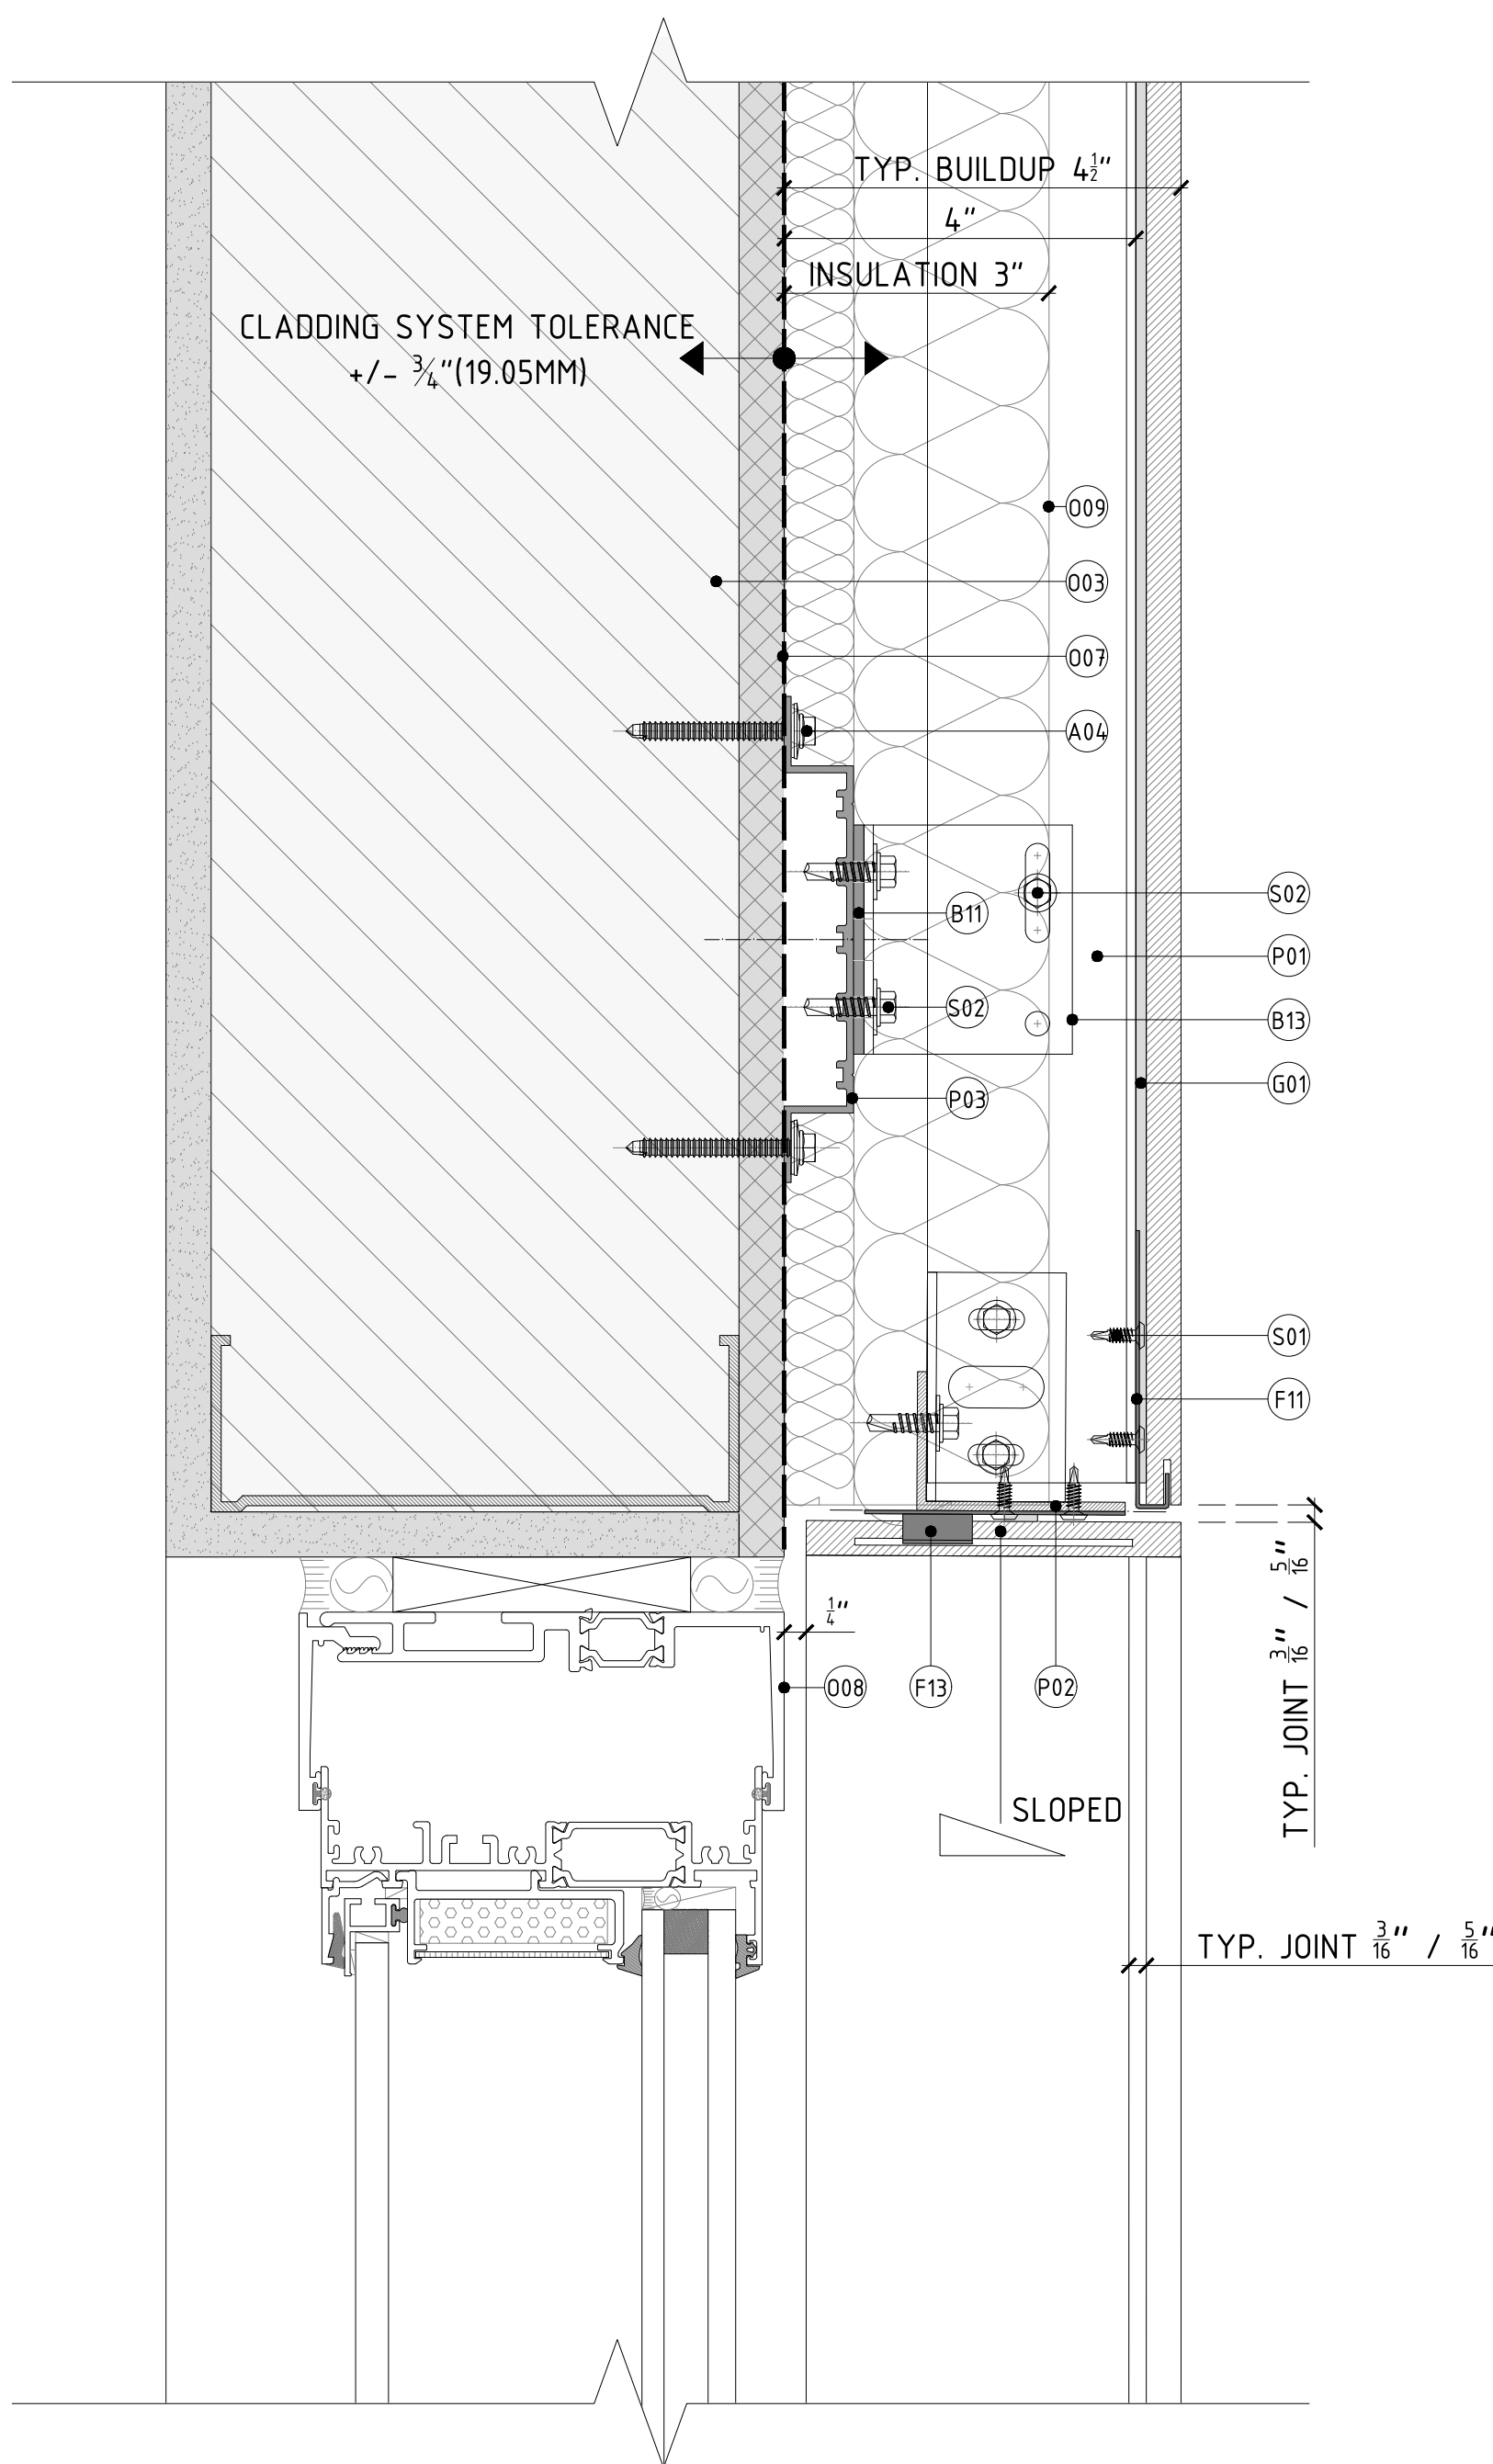 TYP. BUILDUP 4½"
4"
INSULATION 3"
CLADDING SYSTEM TOLERANCE
+/- ¾"(19.05MM)
O09
O03
O07
A04
S02
B11
P01
S02
B13
P03
G01
S01
F11
¼"
O08
F13
P02
TYP. JOINT 3/16" / 5/16"
SLOPED
TYP. JOINT 3/16" / 5/16"